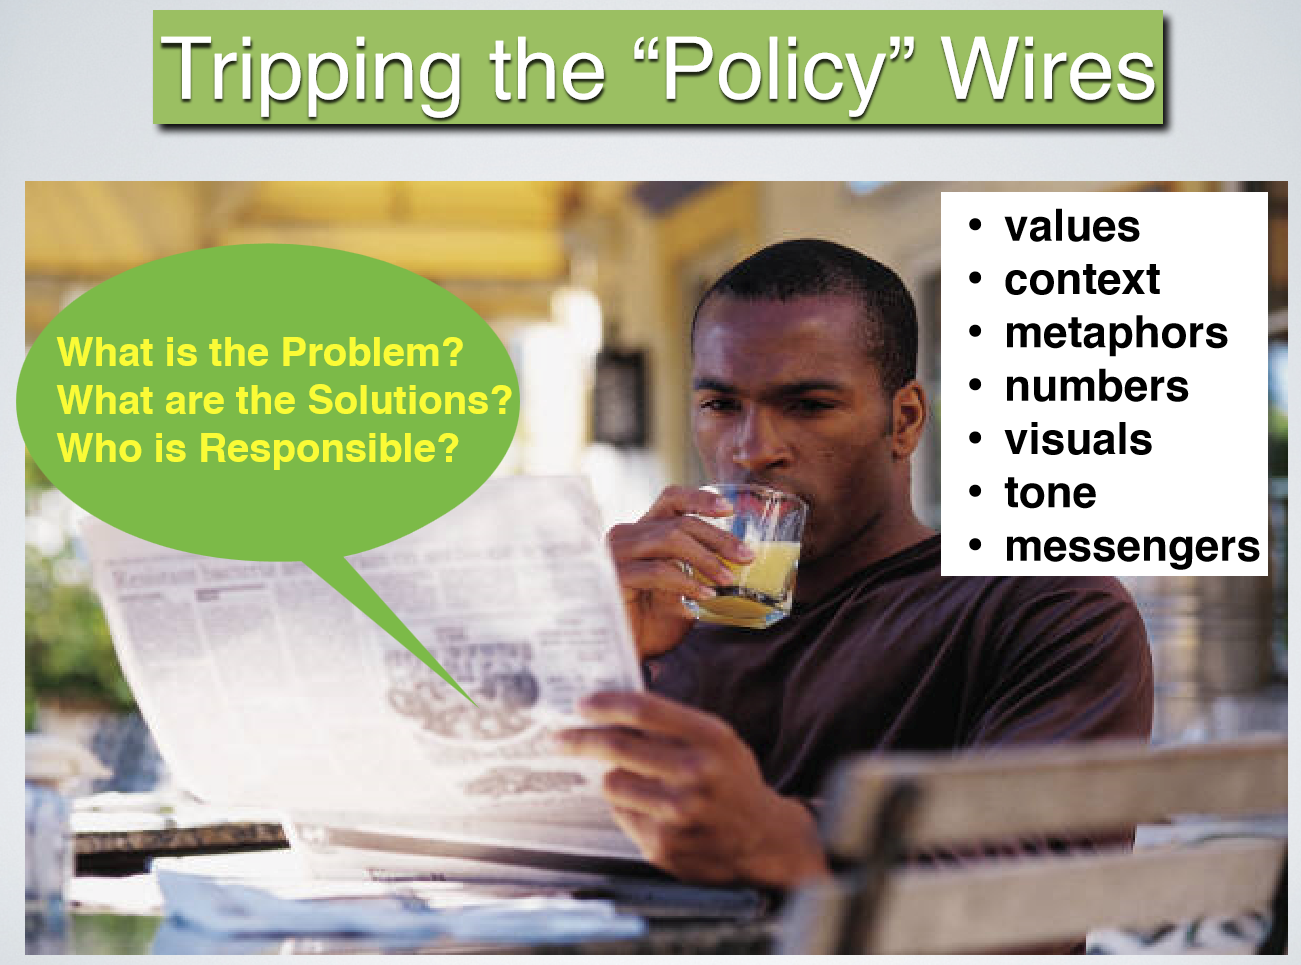 Tripping the “Policy” Wires
What is the Problem?
What are the Solutions?
Who is Responsible?
• values
• context
• metaphors
• numbers
• visuals
• tone
• messengers